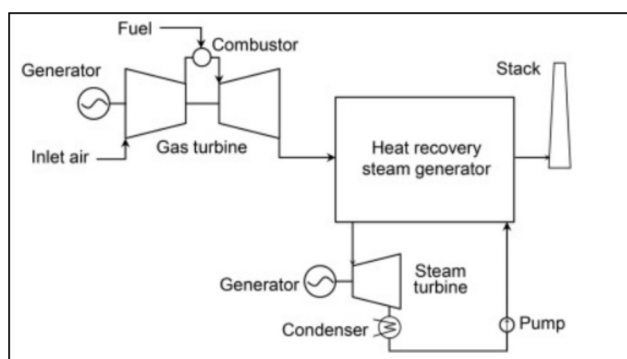 Fuel
Combustor
Generator
Stack
Heat recovery
steam generator
Gas turbine
Inlet air
Steam
turbine
Generator
Condenser
Pump